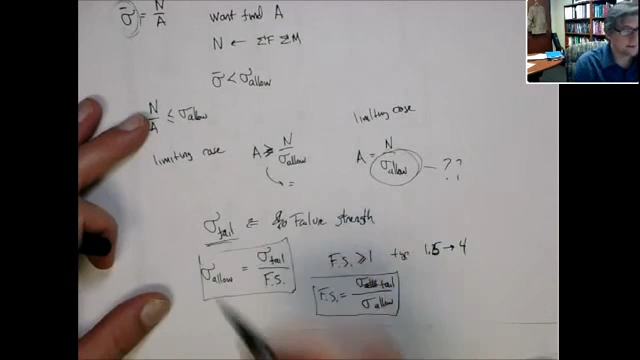 σ̄ = N/A want find A
N ← ΣF ΣM
σ̄ < σallow
N/A ≤ σallow
limiting case
limiting case A ≥ N/σallow A = N/σallow — ??
=
σfail = Failure strength
σallow = σfail/F.S. F.S. ≥ 1 typ 1.5 → 4
F.S. = σfail/σallow